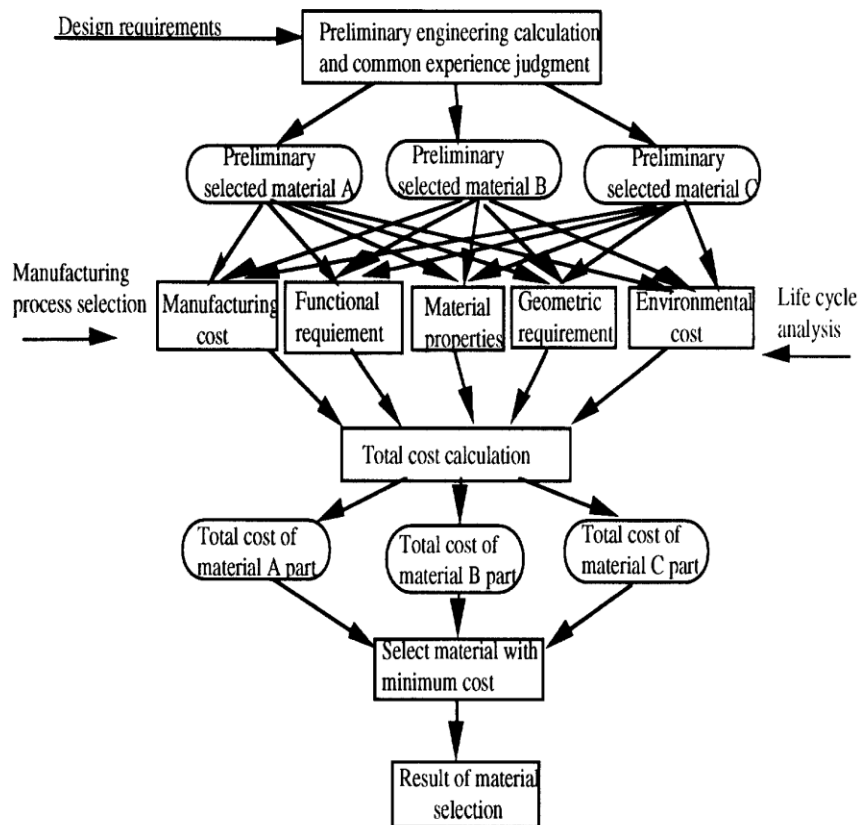 Design requirements
Preliminary engineering calculation
and common experience judgment
Preliminary
selected material A
Preliminary
selected material B
Preliminary
selected material C
Manufacturing
process selection
Manufacturing
cost
Functional
requiement
Material
properties
Geometric
requirement
Environmental
cost
Life cycle
analysis
Total cost calculation
Total cost of
material A part
Total cost of
material B part
Total cost of
material C part
Select material with
minimum cost
Result of material
selection